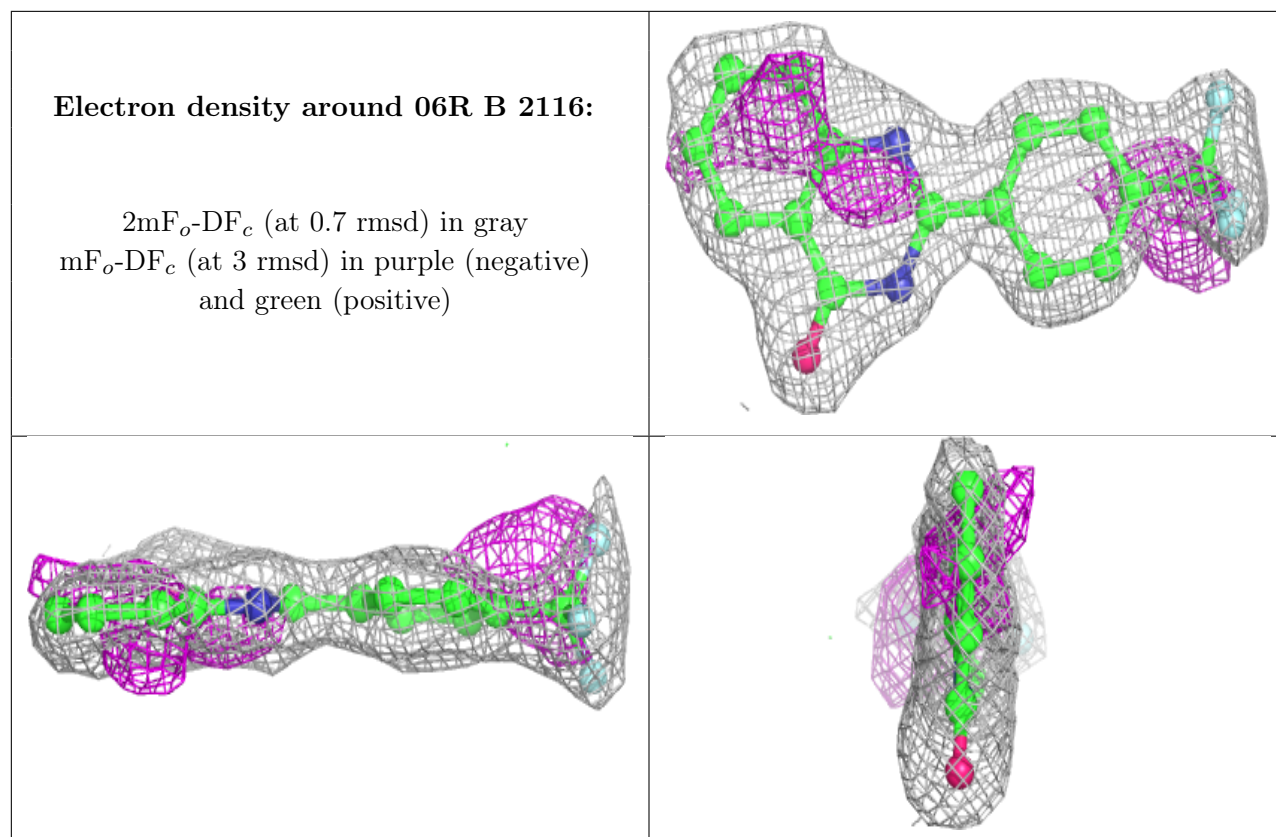 Electron density around 06R B 2116:
2mFo-DFc (at 0.7 rmsd) in gray
mFo-DFc (at 3 rmsd) in purple (negative)
and green (positive)